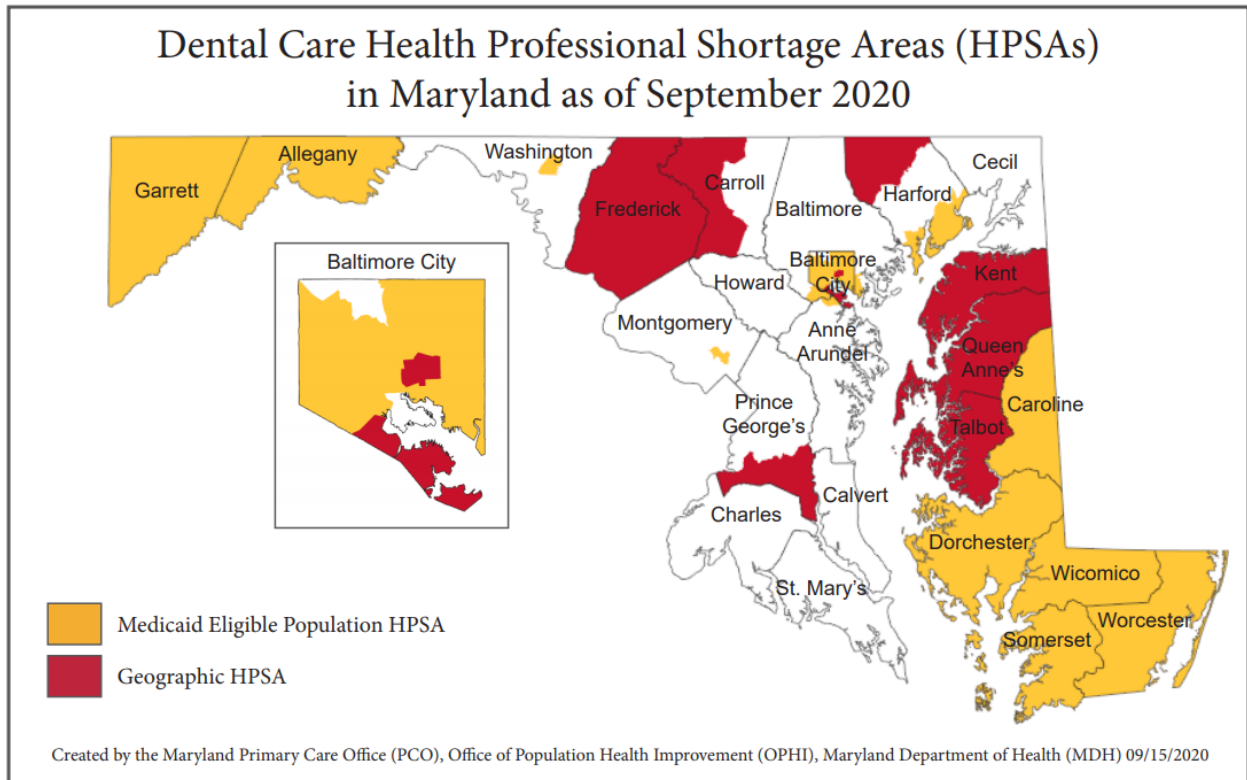 Dental Care Health Professional Shortage Areas (HPSAs)
in Maryland as of September 2020
Garrett
Allegany
Washington
Frederick
Carroll
Baltimore
Harford
Cecil
Baltimore City
Baltimore
City
Howard
Montgomery
Anne
Arundel
Kent
Queen
Anne's
Caroline
Talbot
Prince
George's
Charles
Calvert
St. Mary's
Dorchester
Wicomico
Worcester
Somerset
Medicaid Eligible Population HPSA
Geographic HPSA
Created by the Maryland Primary Care Office (PCO), Office of Population Health Improvement (OPHI), Maryland Department of Health (MDH) 09/15/2020